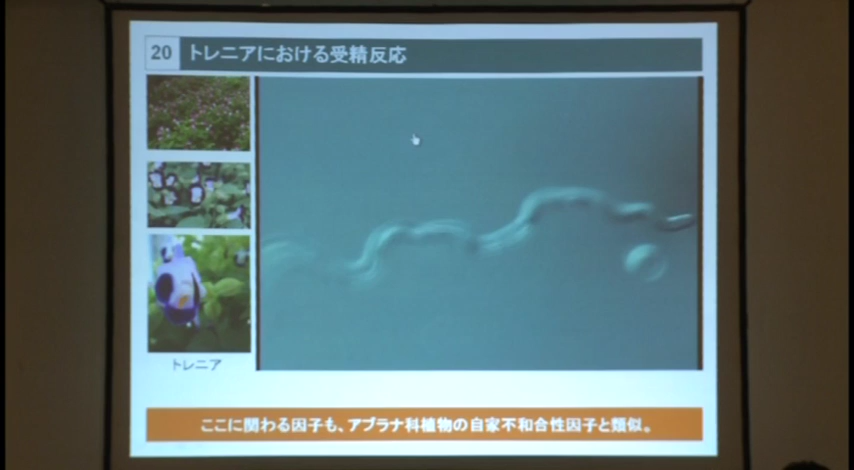 20 トレニアにおける受精反応
トレニア
ここに関わる因子も、アブラナ科植物の自家不和合性因子と類似。